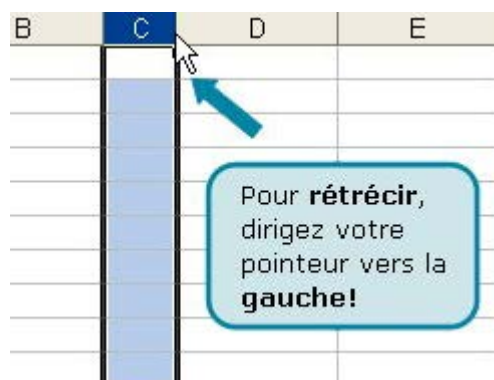 B C D E
Pour rétrécir,
dirigez votre
pointeur vers la
gauche!